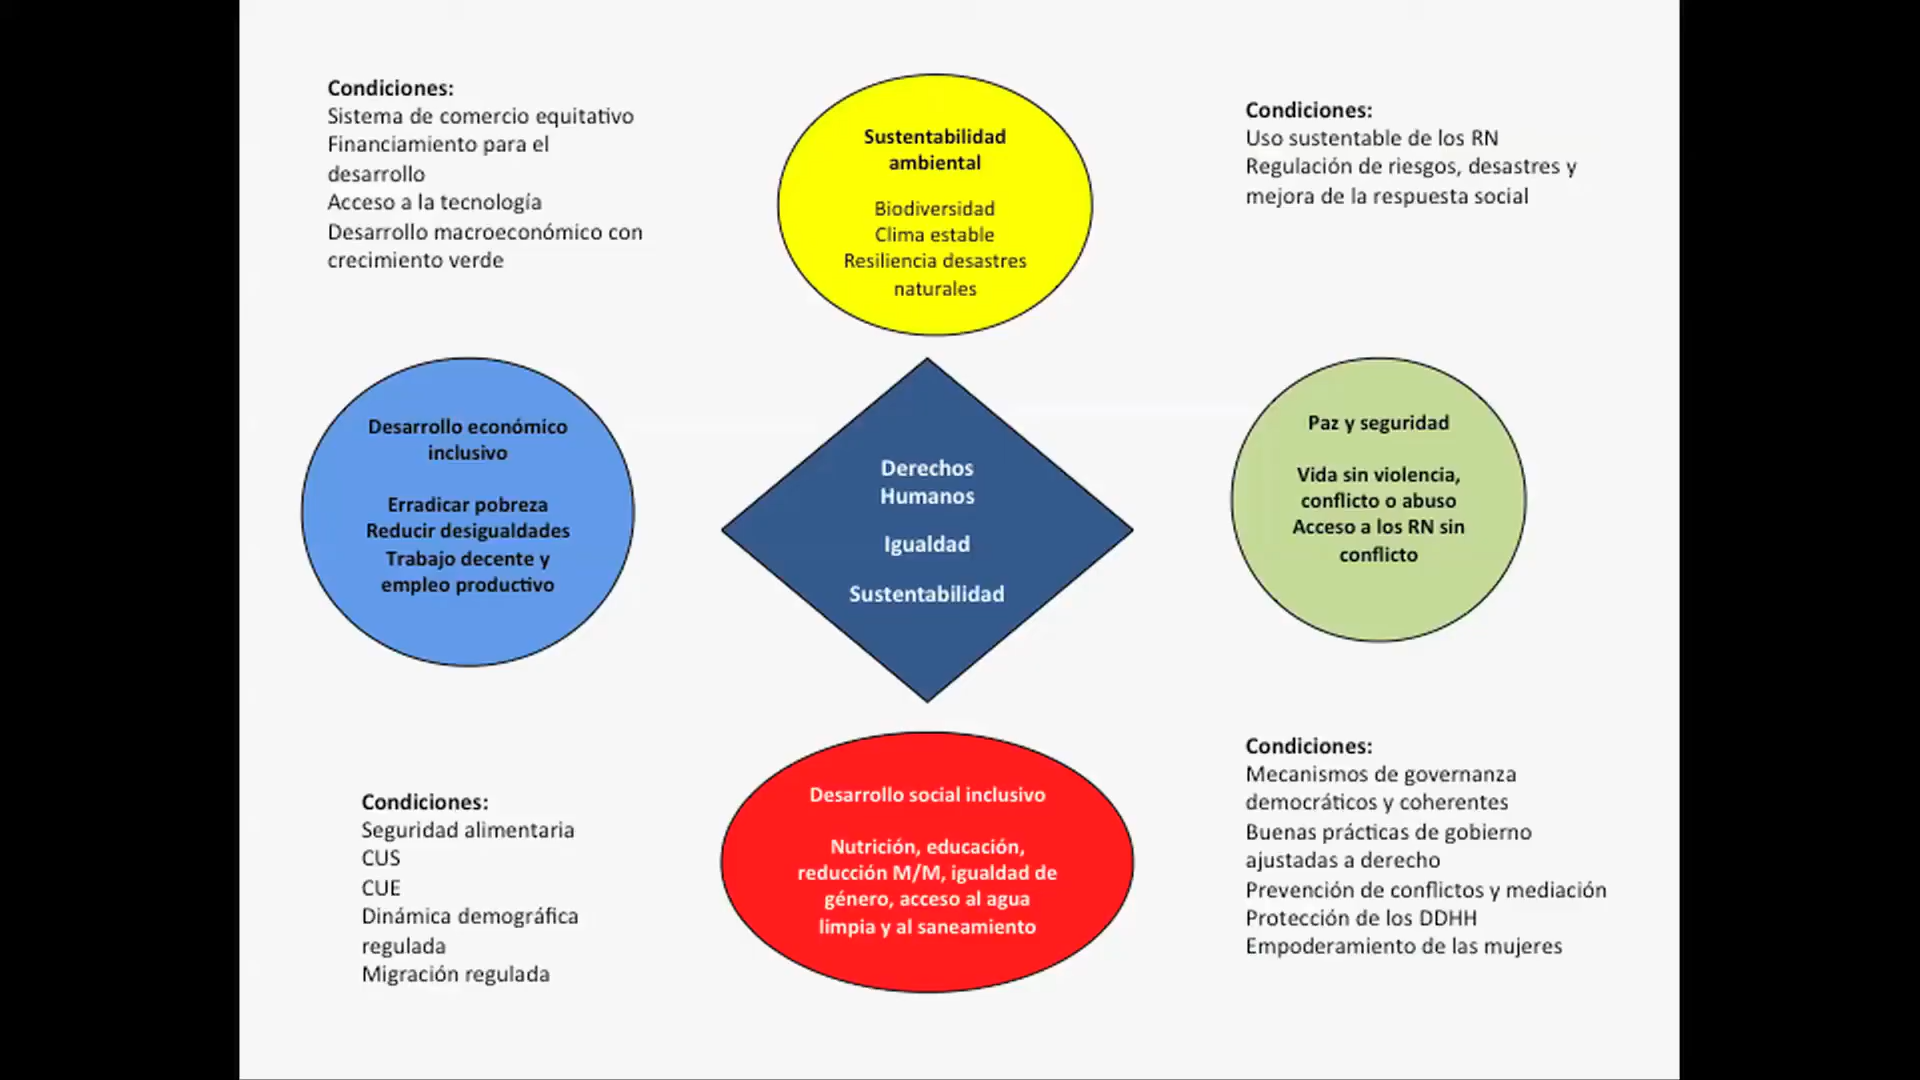 Condiciones:
Sistema de comercio equitativo
Financiamiento para el
desarrollo
Acceso a la tecnología
Desarrollo macroeconómico con
crecimiento verde
Sustentabilidad
ambiental
Biodiversidad
Clima estable
Resiliencia desastres
naturales
Condiciones:
Uso sustentable de los RN
Regulación de riesgos, desastres y
mejora de la respuesta social
Desarrollo económico
inclusivo
Erradicar pobreza
Reducir desigualdades
Trabajo decente y
empleo productivo
Derechos
Humanos
Igualdad
Sustentabilidad
Paz y seguridad
Vida sin violencia,
conflicto o abuso
Acceso a los RN sin
conflicto
Condiciones:
Seguridad alimentaria
CUS
CUE
Dinámica demográfica
regulada
Migración regulada
Desarrollo social inclusivo
Nutrición, educación,
reducción M/M, igualdad de
género, acceso al agua
limpia y al saneamiento
Condiciones:
Mecanismos de governanza
democráticos y coherentes
Buenas prácticas de gobierno
ajustadas a derecho
Prevención de conflictos y mediación
Protección de los DDHH
Empoderamiento de las mujeres